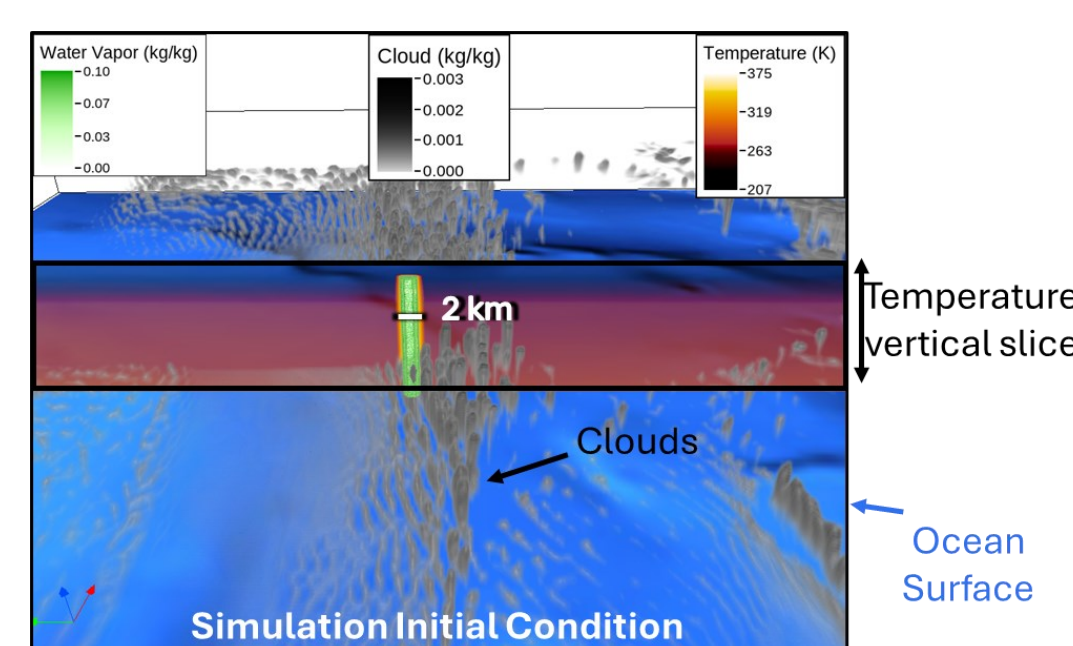 Water Vapor (kg/kg)
0.10
0.07
0.03
0.00
Cloud (kg/kg)
0.003
0.002
0.001
0.000
Temperature (K)
375
319
263
207
2 km
Temperature
vertical slice
Clouds
Ocean
Surface
Simulation Initial Condition